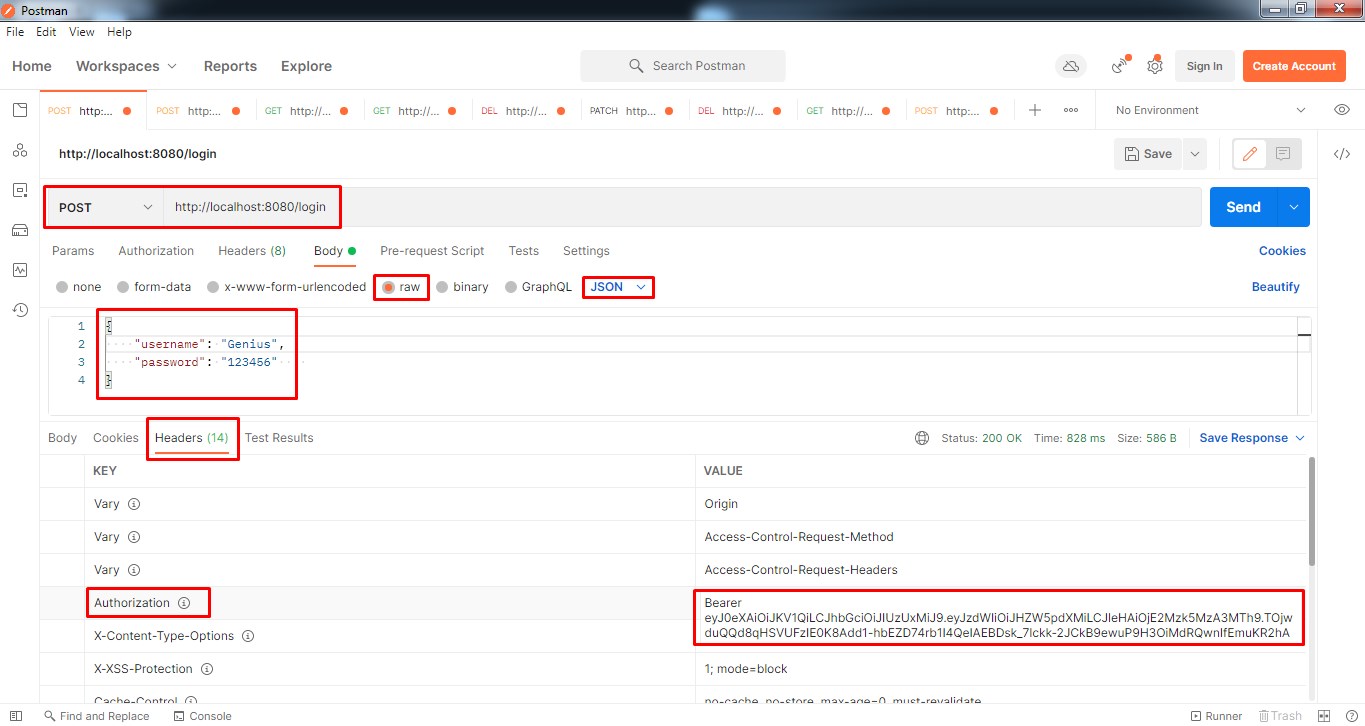 Postman
File Edit View Help
Home Workspaces Reports Explore Search Postman Sign In Create Account
POST http:... POST http:... GET http://... GET http://... DEL http://... PATCH http... DEL http://... GET http://... POST http:... No Environment
http://localhost:8080/login Save
POST http://localhost:8080/login Send
Params Authorization Headers (8) Body Pre-request Script Tests Settings Cookies
none form-data x-www-form-urlencoded raw binary GraphQL JSON Beautify
1 {
2 "username": "Genius",
3 "password": "123456"
4 }
Body Cookies Headers (14) Test Results Status: 200 OK Time: 828 ms Size: 586 B Save Response
KEY VALUE
Vary Origin
Vary Access-Control-Request-Method
Vary Access-Control-Request-Headers
Authorization Bearer
eyJ0eXAiOiJKV1QiLCJhbGciOiJIUzUxMiJ9.eyJzdWIiOiJHZW5pdXMiLCJleHAiOjE2Mzk5MzA3MTh9.TOjw
duQQd8qHSVUFzIE0K8Add1-hbEZD74rb1I4QeIAEBDsk_7lckk-2JCkB9ewuP9H3OiMdRQwnIfEmuKR2hA
X-Content-Type-Options
X-XSS-Protection 1; mode=block
Cache-Control no-cache, no-store, max-age=0, must-revalidate
Find and Replace Console Runner Trash